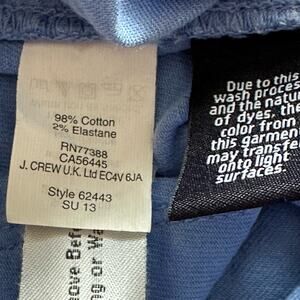 98% Cotton
2% Elastane
RN77388
CA56445
J. CREW U.K. Ltd EC4V 6JA
Style 62443
SU 13
Due to this
wash process
and the nature
of dyes, the
color from
this garment
may transfer
onto light
surfaces.